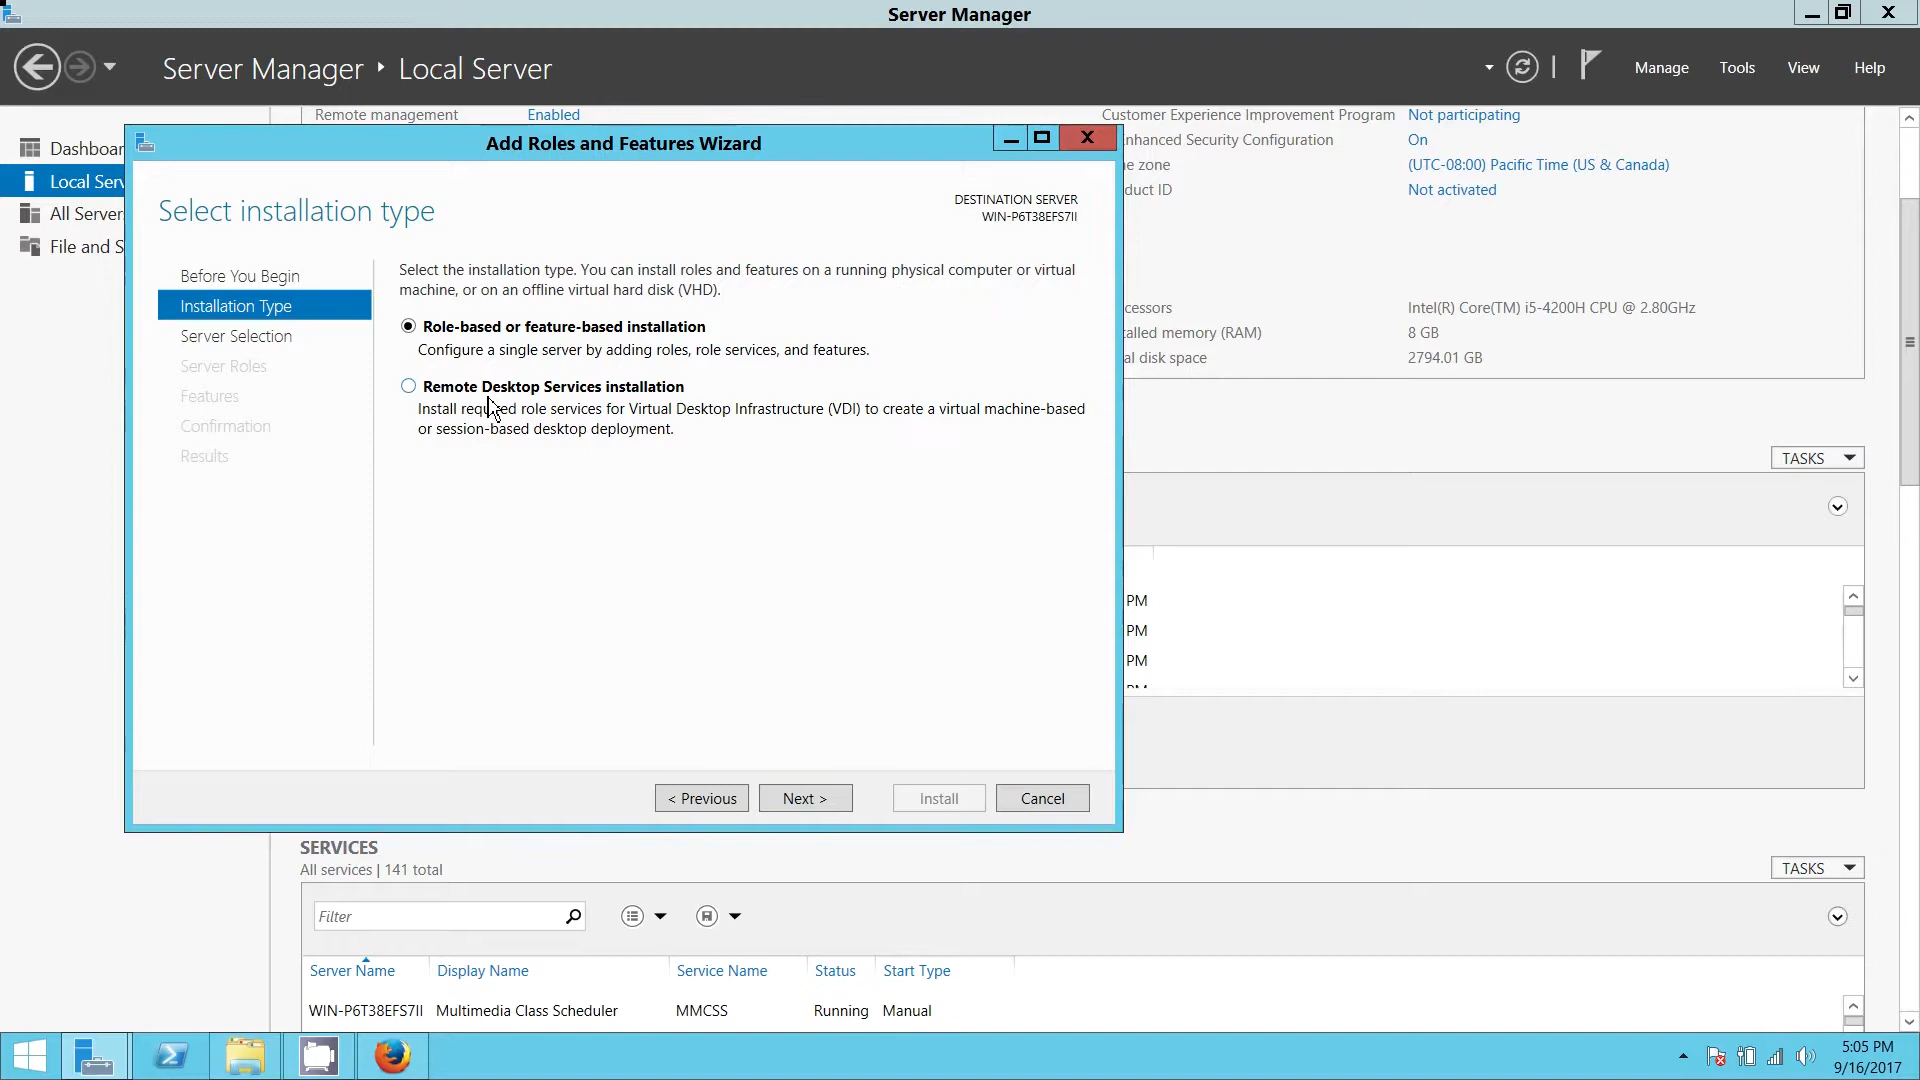 Server Manager
Server Manager
Local Server
Manage
Tools
View
Help
Remote management
Enabled
Customer Experience Improvement Program
Not participating
Enhanced Security Configuration
On
(UTC-08:00) Pacific Time (US & Canada)
Not activated
Intel(R) Core(TM) i5-4200H CPU @ 2.80GHz
(RAM)
8 GB
disk space
2794.01 GB
Local Serv
All Server
File and S
Add Roles and Features Wizard
Select installation type
DESTINATION SERVER
WIN-P6T38EFS7II
Before You Begin
Installation Type
Server Selection
Server Roles
Features
Confirmation
Results
Select the installation type. You can install roles and features on a running physical computer or virtual
machine, or on an offline virtual hard disk (VHD).
Role-based or feature-based installation
Configure a single server by adding roles, role services, and features.
Remote Desktop Services installation
Install required role services for Virtual Desktop Infrastructure (VDI) to create a virtual machine-based
or session-based desktop deployment.
< Previous
Next >
Install
Cancel
TASKS
PM
PM
PM
SERVICES
All services | 141 total
TASKS
Filter
Server Name
Display Name
Service Name
Status
Start Type
WIN-P6T38EFS7II
Multimedia Class Scheduler
MMCSS
Running
Manual
5:05 PM
9/16/2017